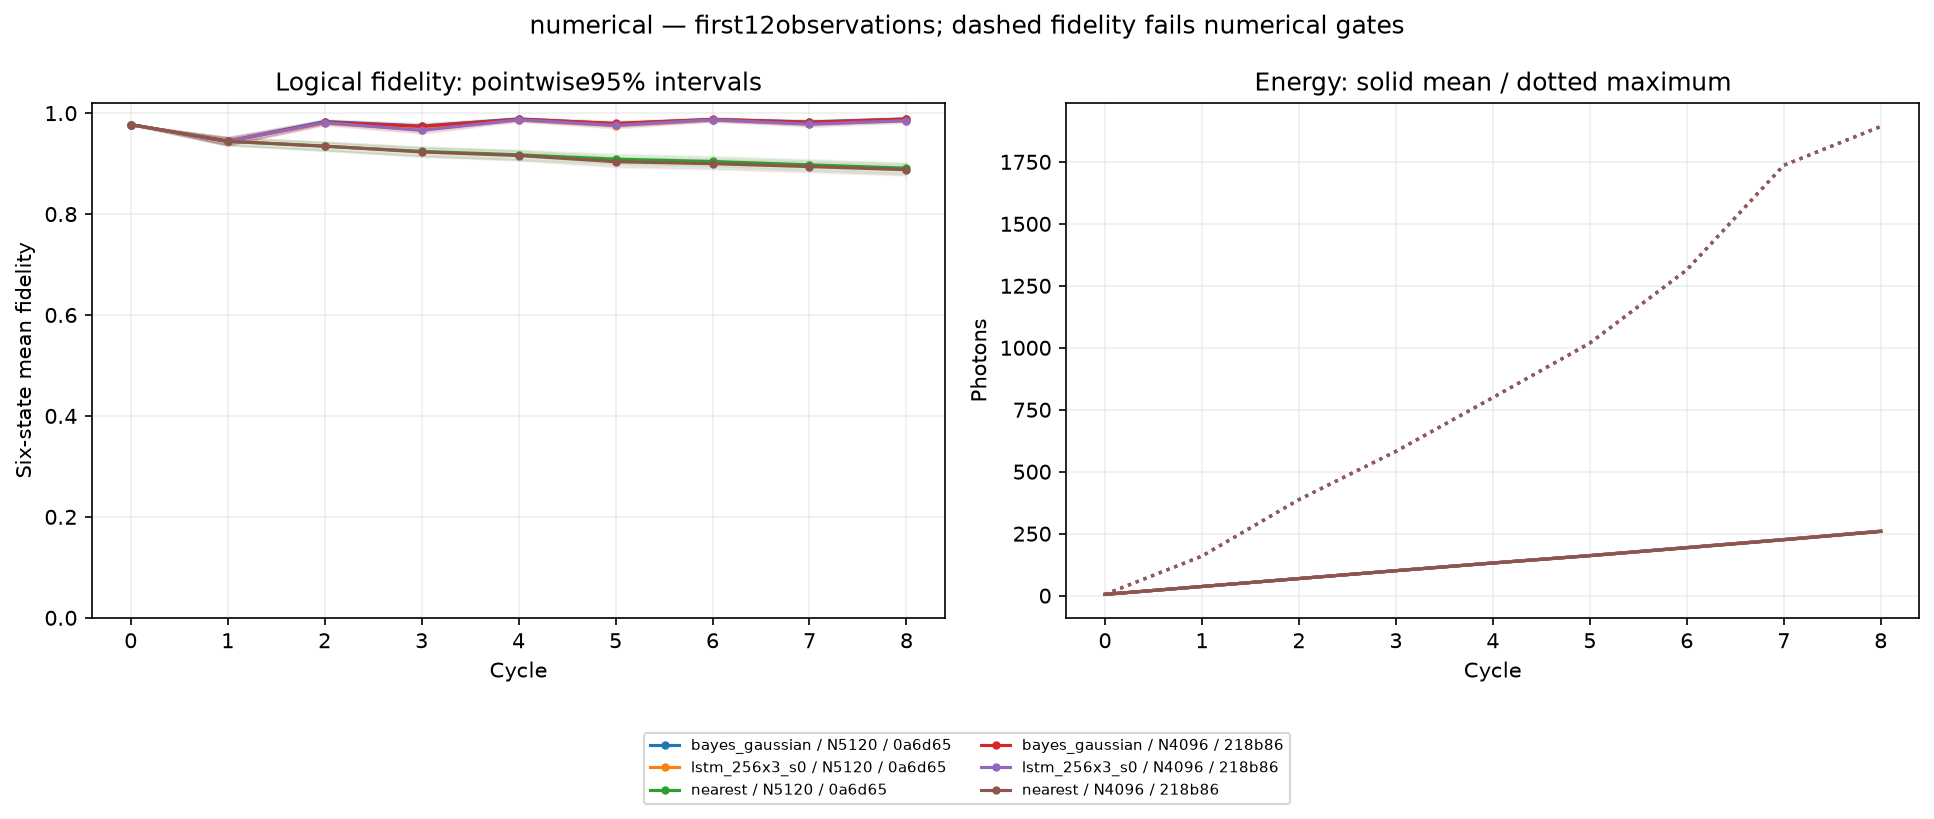 numerical — first12observations; dashed fidelity fails numerical gates
Logical fidelity: pointwise95% intervals
Six-state mean fidelity
1.0
0.8
0.6
0.4
0.2
0.0
0 1 2 3 4 5 6 7 8
Cycle
Energy: solid mean / dotted maximum
Photons
1750
1500
1250
1000
750
500
250
0
0 1 2 3 4 5 6 7 8
Cycle
bayes_gaussian / N5120 / 0a6d65
lstm_256x3_s0 / N5120 / 0a6d65
nearest / N5120 / 0a6d65
bayes_gaussian / N4096 / 218b86
lstm_256x3_s0 / N4096 / 218b86
nearest / N4096 / 218b86